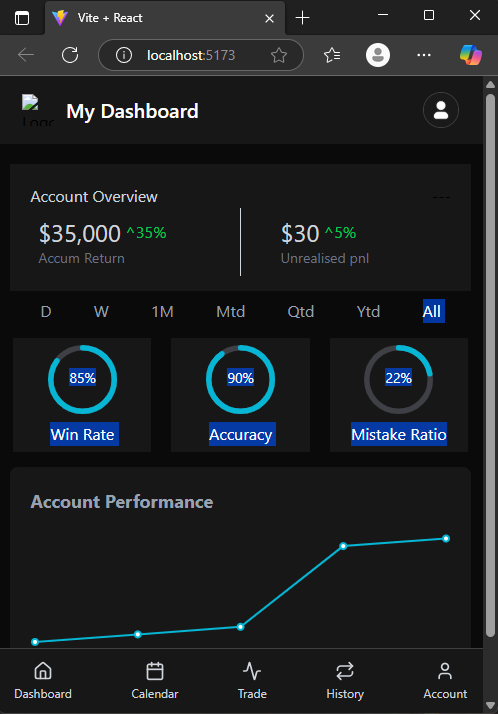 Vite + React
localhost:5173
Logo
My Dashboard
Account Overview
---
$35,000 ^35%
$30 ^5%
Accum Return
Unrealised pnl
D W 1M Mtd Qtd Ytd All
85% 90% 22%
Win Rate Accuracy Mistake Ratio
Account Performance
Dashboard Calendar Trade History Account